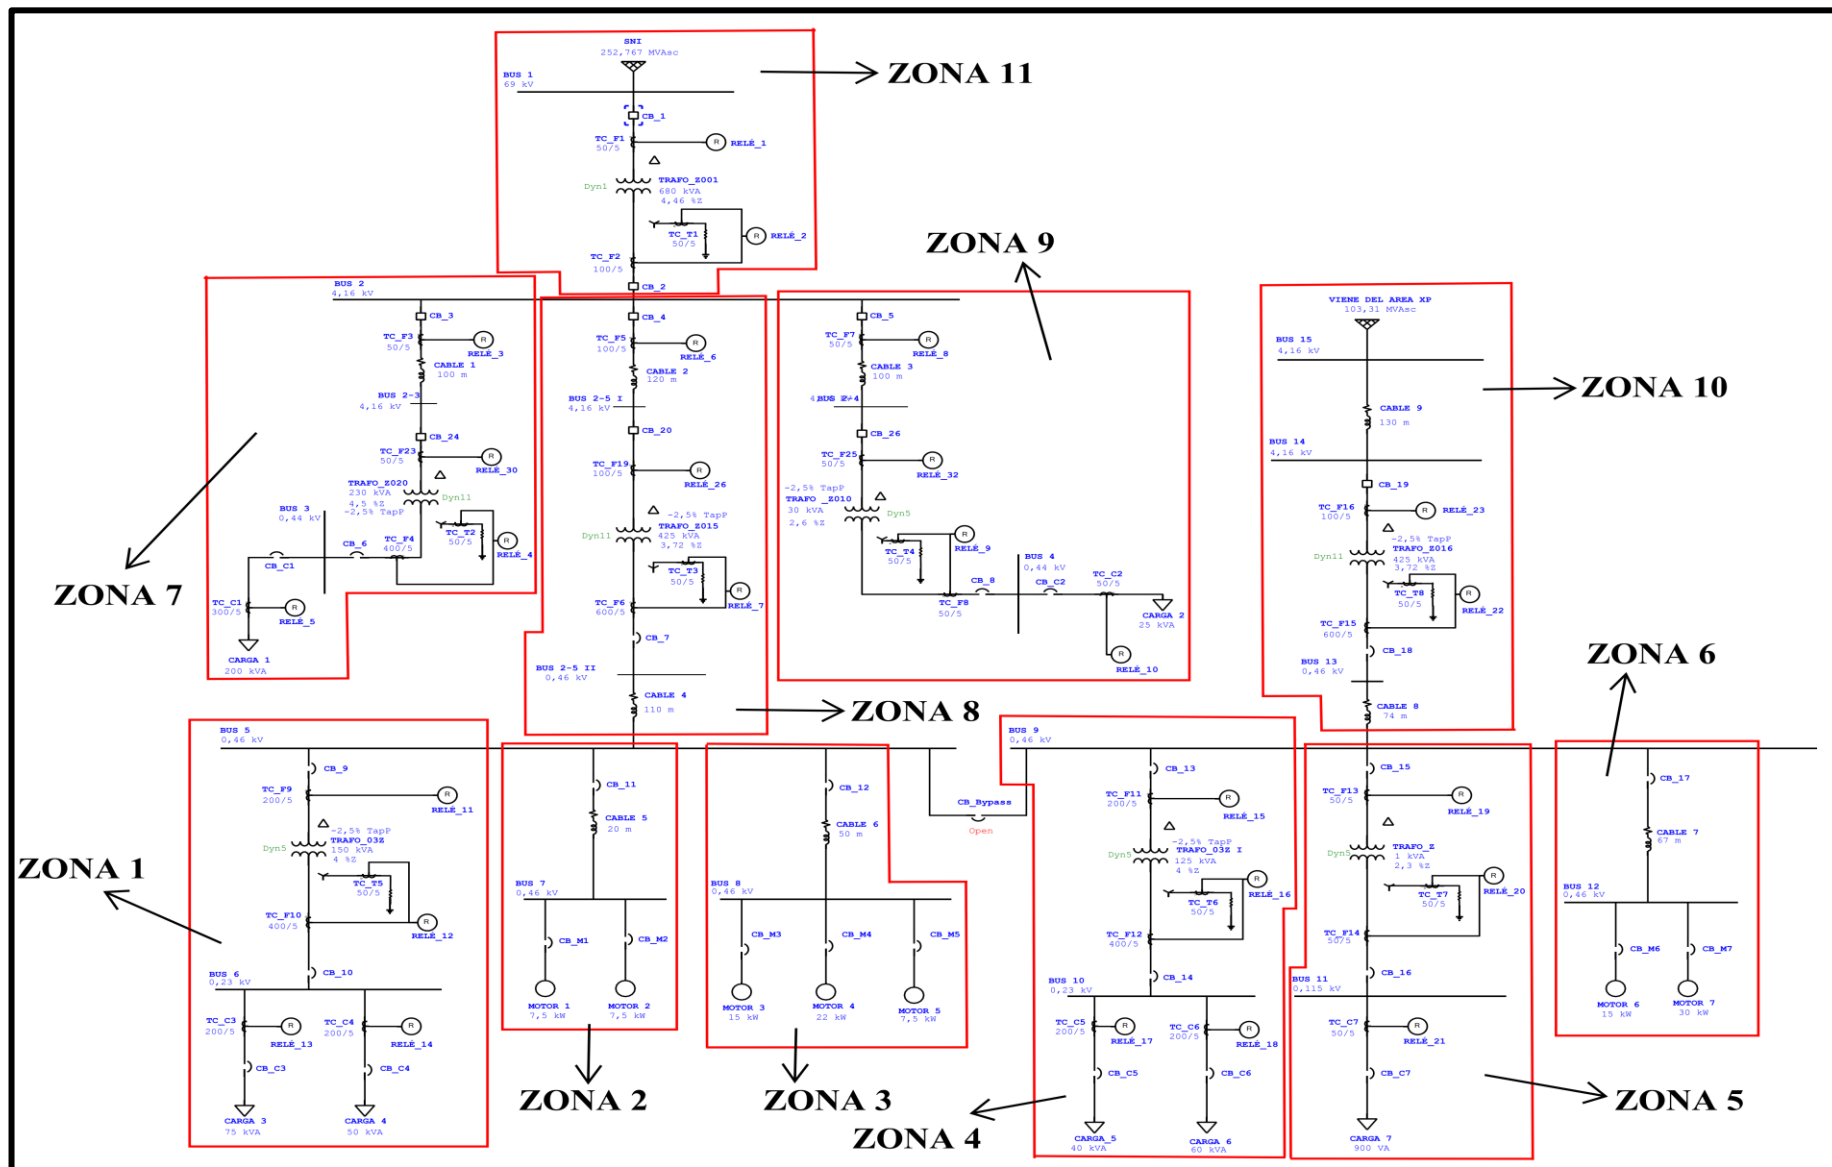 SNI
252,767 MVAsc
BUS 1
69 kV
CB_1
TC_F1
50/5
R
RELÉ_1
Dyn1
TRAFO_Z001
680 kVA
4,46 %Z
TC_T1
50/5
R
RELÉ_2
TC_F2
100/5
CB_2
ZONA 11
BUS 2
4,16 kV
CB_3
TC_F3
50/5
R
RELÉ_3
CABLE 1
100 m
BUS 2-3
4,16 kV
CB_24
TC_F23
50/5
R
RELÉ_30
TRAFO_Z020
230 kVA
4,5 %Z
-2,5% TapP
Dyn11
BUS 3
0,44 kV
CB_6
TC_F4
400/5
TC_T2
50/5
R
RELÉ_4
CB_C1
TC_C1
300/5
R
RELÉ_5
CARGA 1
200 kVA
ZONA 7
CB_4
TC_F5
100/5
R
RELÉ_6
CABLE 2
120 m
BUS 2-5 I
4,16 kV
CB_20
TC_F19
100/5
R
RELÉ_26
-2,5% TapP
TRAFO_Z015
425 kVA
3,72 %Z
Dyn11
TC_T3
50/5
R
RELÉ_7
TC_F6
600/5
CB_7
BUS 2-5 II
0,46 kV
CABLE 4
110 m
ZONA 8
ZONA 9
CB_5
TC_F7
50/5
R
RELÉ_8
CABLE 3
100 m
BUS 2-4
CB_26
TC_F25
50/5
R
RELÉ_32
-2,5% TapP
TRAFO _Z010
30 kVA
2,6 %Z
Dyn5
TC_T4
50/5
R
RELÉ_9
TC_F8
50/5
CB_8
BUS 4
0,44 kV
CB_C2
TC_C2
50/5
CARGA 2
25 kVA
R
RELÉ_10
VIENE DEL AREA XP
103,31 MVAsc
BUS 15
4,16 kV
CABLE 9
130 m
BUS 14
4,16 kV
CB_19
TC_F16
100/5
R
RELÉ_23
-2,5% TapP
TRAFO_Z016
425 kVA
3,72 %Z
Dyn11
TC_T8
50/5
R
RELÉ_22
TC_F15
600/5
CB_18
BUS 13
0,46 kV
CABLE 8
74 m
ZONA 10
BUS 5
0,46 kV
CB_9
TC_F9
200/5
R
RELÉ_11
-2,5% TapP
TRAFO_03Z
150 kVA
4 %Z
Dyn5
TC_T5
50/5
TC_F10
400/5
R
RELÉ_12
CB_10
BUS 6
0,23 kV
TC_C3
200/5
R
RELÉ_13
TC_C4
200/5
R
RELÉ_14
CB_C3
CB_C4
CARGA 3
75 kVA
CARGA 4
50 kVA
ZONA 1
CB_11
CABLE 5
20 m
BUS 7
0,46 kV
CB_M1
CB_M2
MOTOR 1
7,5 kW
MOTOR 2
7,5 kW
ZONA 2
CB_12
CABLE 6
50 m
BUS 8
0,46 kV
CB_M3
CB_M4
CB_M5
MOTOR 3
15 kW
MOTOR 4
22 kW
MOTOR 5
7,5 kW
ZONA 3
CB_Bypass
Open
BUS 9
0,46 kV
CB_13
TC_F11
200/5
R
RELÉ_15
-2,5% TapP
TRAFO_03Z I
125 kVA
4 %Z
Dyn5
TC_T6
50/5
R
RELÉ_16
TC_F12
400/5
CB_14
BUS 10
0,23 kV
TC_C5
200/5
R
RELÉ_17
TC_C6
200/5
R
RELÉ_18
CB_C5
CB_C6
CARGA_5
40 kVA
CARGA 6
60 kVA
ZONA 4
CB_15
TC_F13
50/5
R
RELÉ_19
TRAFO_Z
1 kVA
2,3 %Z
Dyn5
TC_T7
50/5
R
RELÉ_20
TC_F14
50/5
CB_16
BUS 11
0,115 kV
TC_C7
50/5
R
RELÉ_21
CB_C7
CARGA 7
900 VA
ZONA 5
ZONA 6
CB_17
CABLE 7
67 m
BUS 12
0,46 kV
CB_M6
CB_M7
MOTOR 6
15 kW
MOTOR 7
30 kW